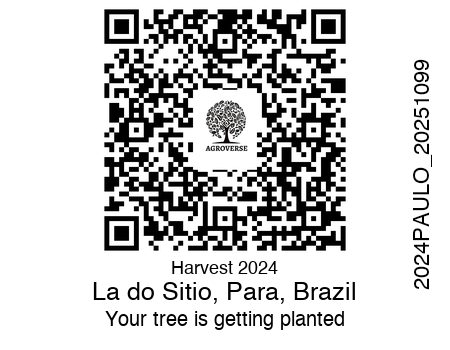 AGROVERSE
Harvest 2024
La do Sitio, Para, Brazil
Your tree is getting planted
2024PAULO_20251099